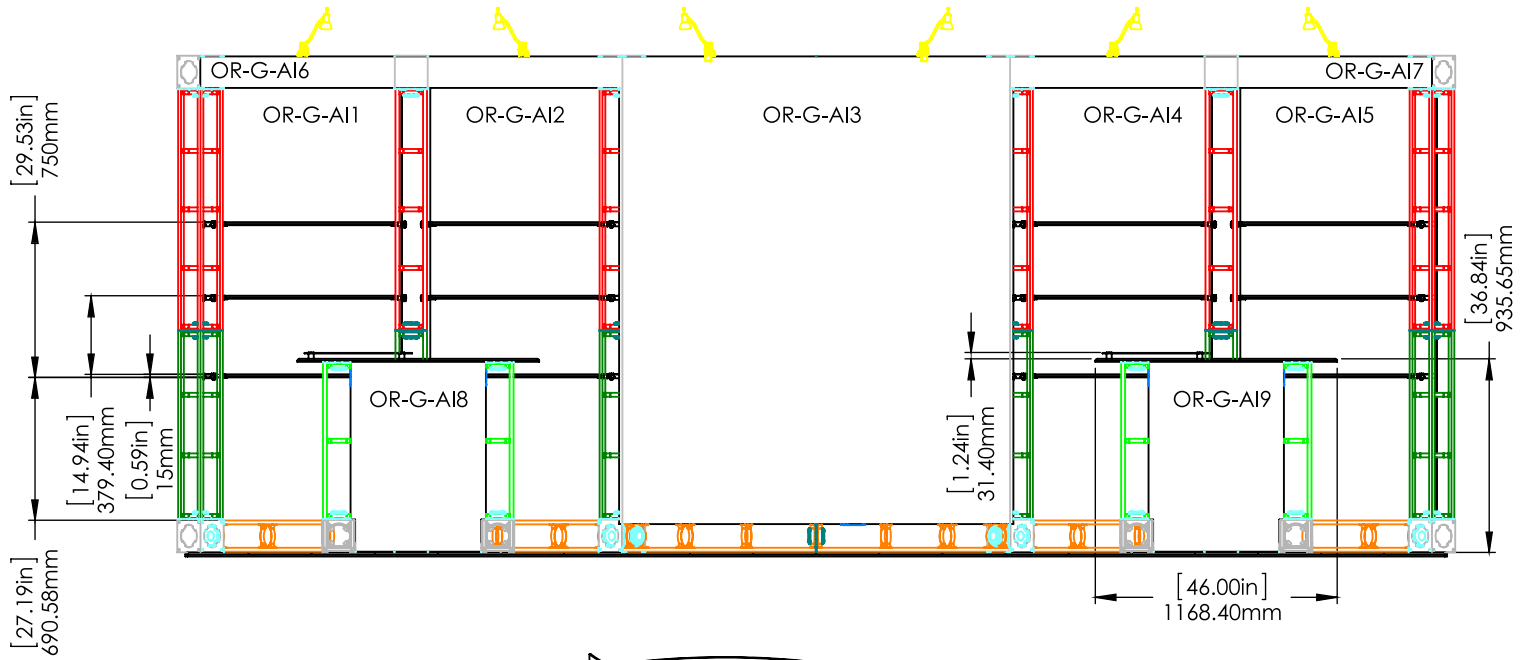 OR-G-AI6
OR-G-AI7
OR-G-AI1
OR-G-AI2
OR-G-AI3
OR-G-AI4
OR-G-AI5
[29.53in]
750mm
[36.84in]
935.65mm
OR-G-AI8
OR-G-AI9
[14.94in]
379.40mm
[0.59in]
15mm
[1.24in]
31.40mm
[27.19in]
690.58mm
[46.00in]
1168.40mm